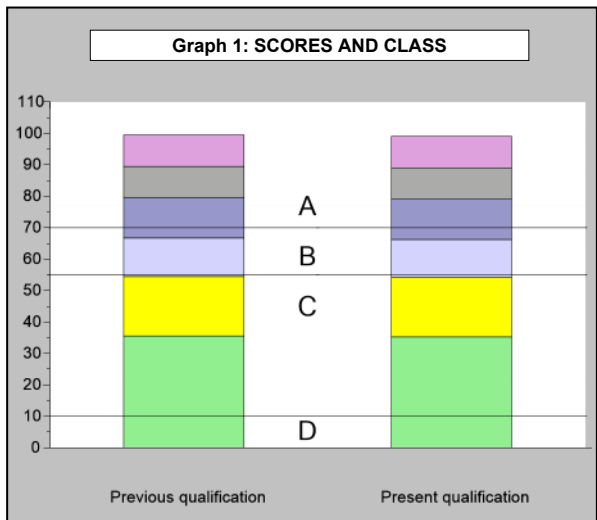 Graph 1: SCORES AND CLASS
110
100
90
80
70
60
50
40
30
20
10
0
A
B
C
D
Previous qualification
Present qualification